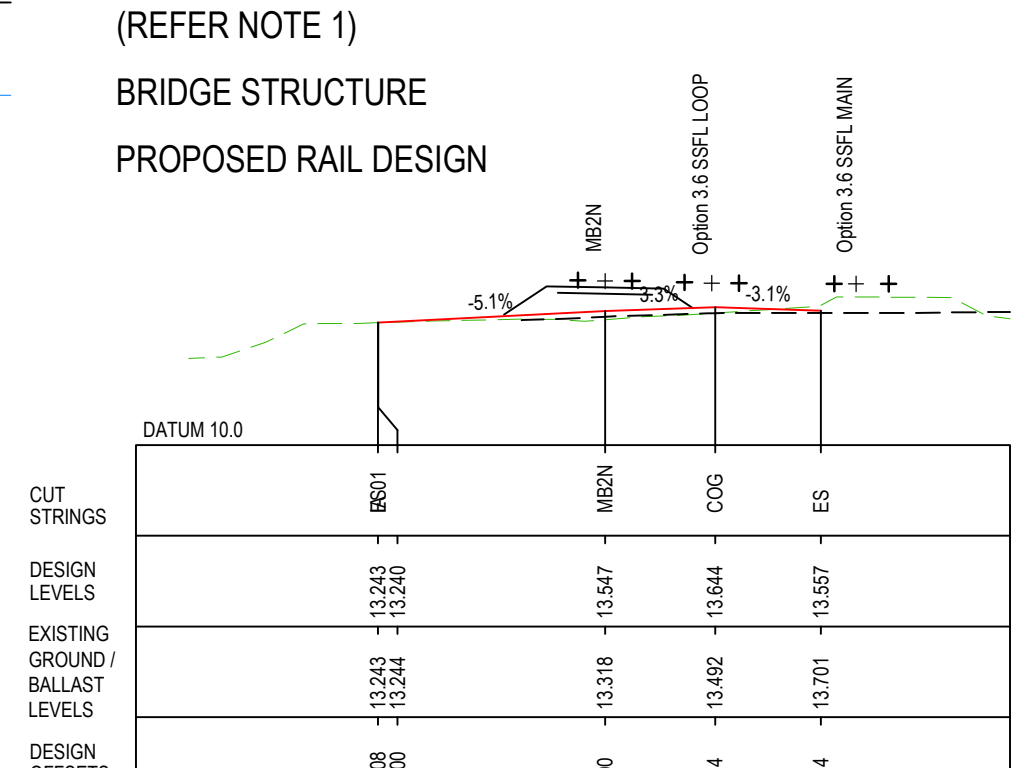 (REFER NOTE 1)
BRIDGE STRUCTURE
PROPOSED RAIL DESIGN
MB2N
Option 3.6 SSFL LOOP
Option 3.6 SSFL MAIN
-5.1%
3.3%
-3.1%
DATUM 10.0
CUT
STRINGS
MB2N
COG
ES
DESIGN
LEVELS
13.243
13.240
13.547
13.644
13.557
EXISTING
GROUND /
BALLAST
LEVELS
13.243
13.244
13.318
13.492
13.701
DESIGN